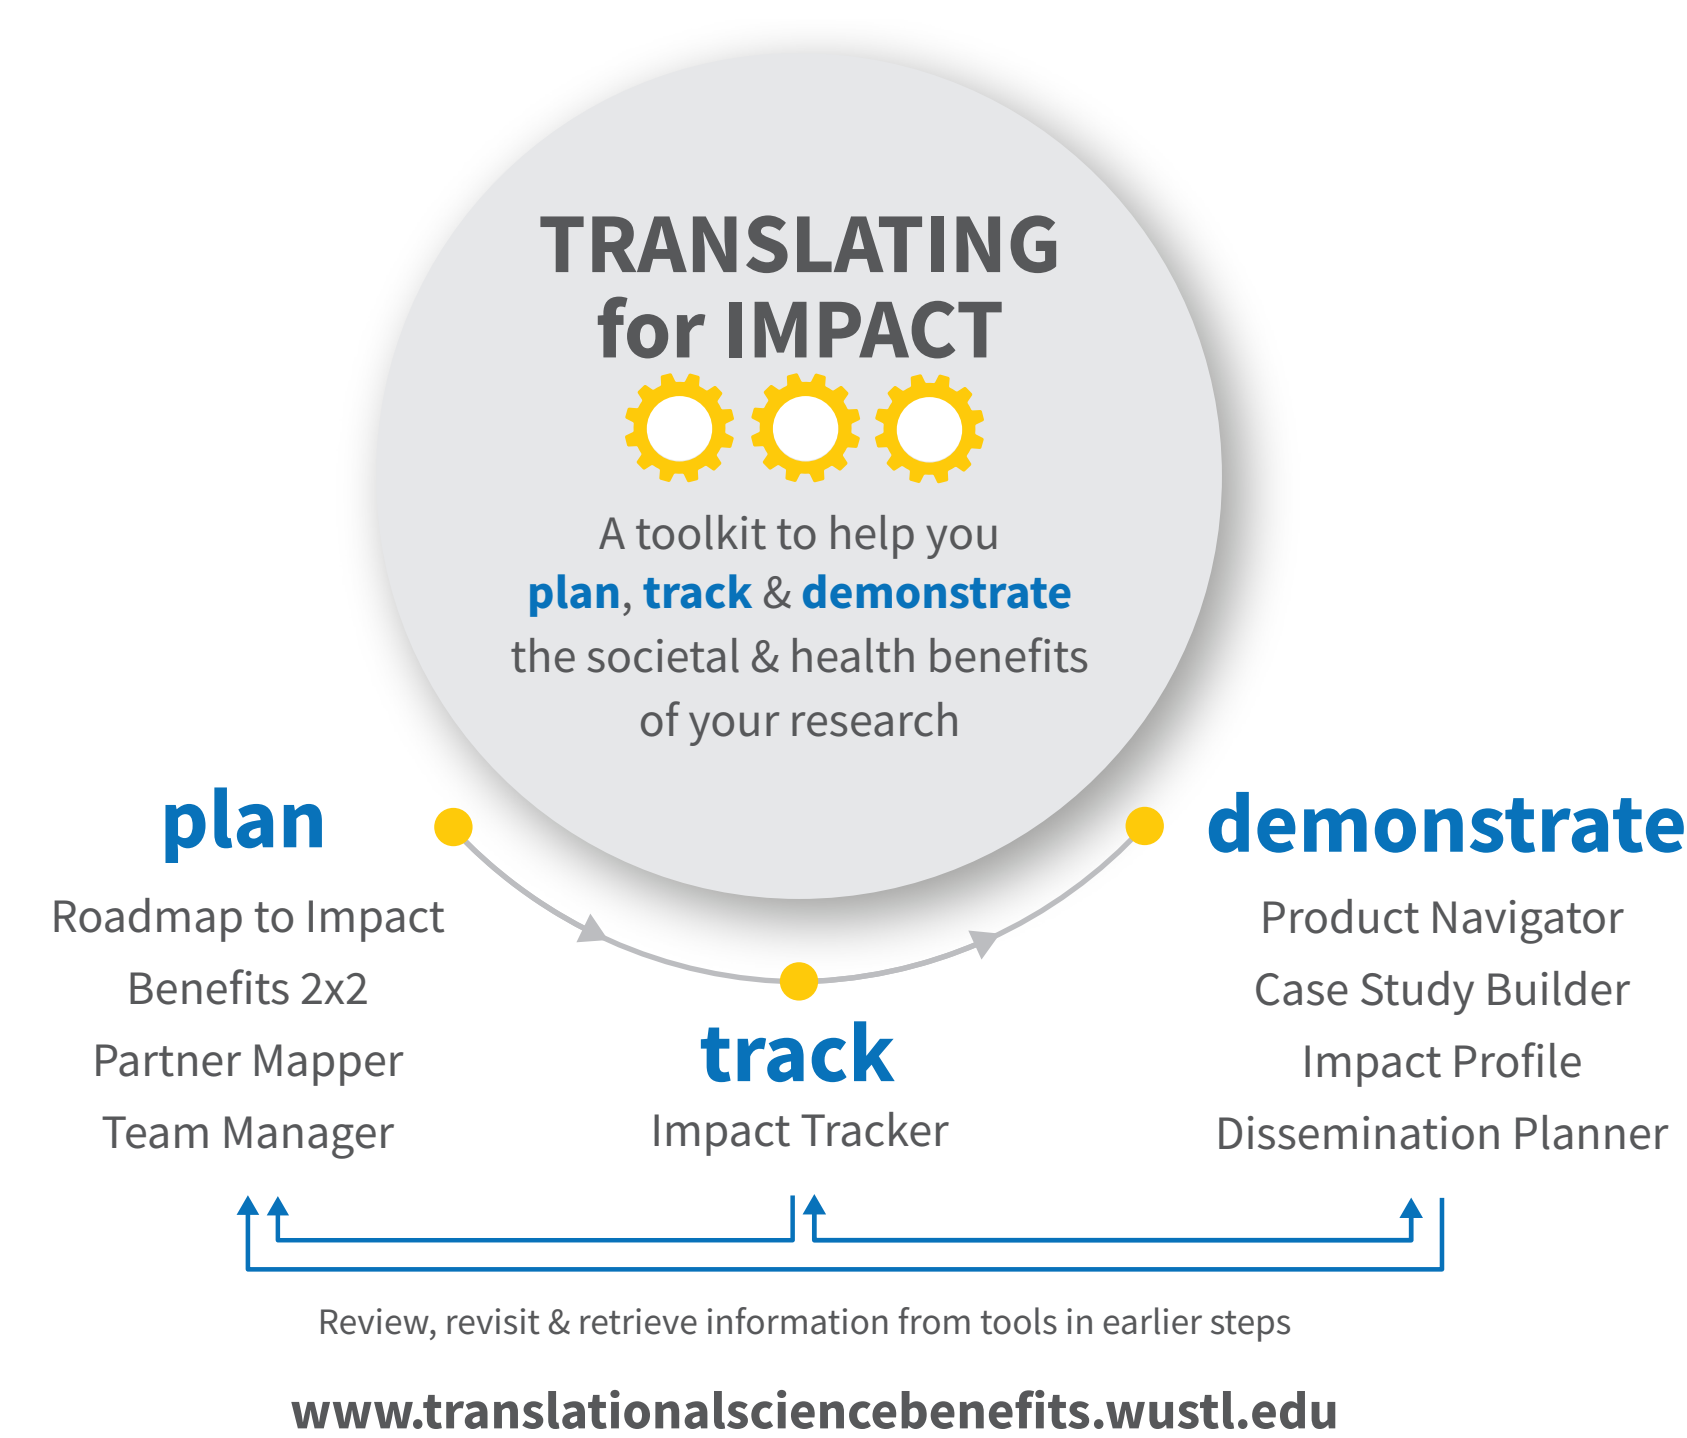 TRANSLATING
for IMPACT
A toolkit to help you
plan, track & demonstrate
the societal & health benefits
of your research
plan
Roadmap to Impact
Benefits 2x2
Partner Mapper
Team Manager
track
Impact Tracker
demonstrate
Product Navigator
Case Study Builder
Impact Profile
Dissemination Planner
Review, revisit & retrieve information from tools in earlier steps
www.translationalsciencebenefits.wustl.edu